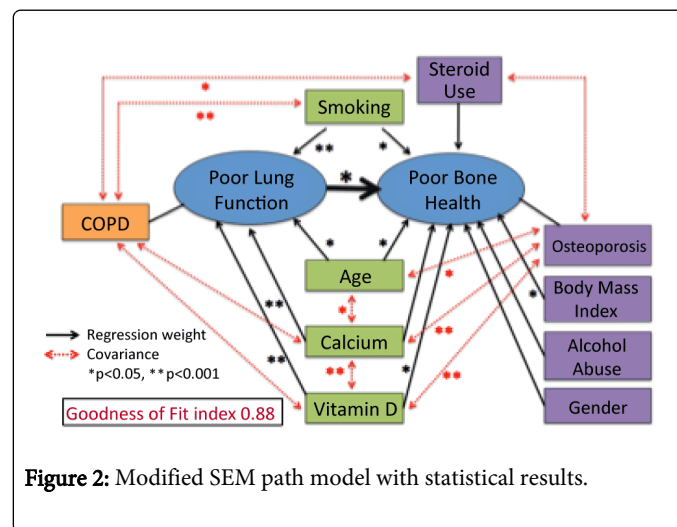 Steroid
Use
*
Smoking
**
** *
Poor Lung
Function
*
Poor Bone
Health
COPD
Osteoporosis
* *
Age
*
Body Mass
Index
*
**
*
Calcium
**
Regression weight
Covariance
*p<0.05, **p<0.001
**
**
*
**
Alcohol
Abuse
Vitamin D
Gender
Goodness of Fit index 0.88
Figure 2: Modified SEM path model with statistical results.